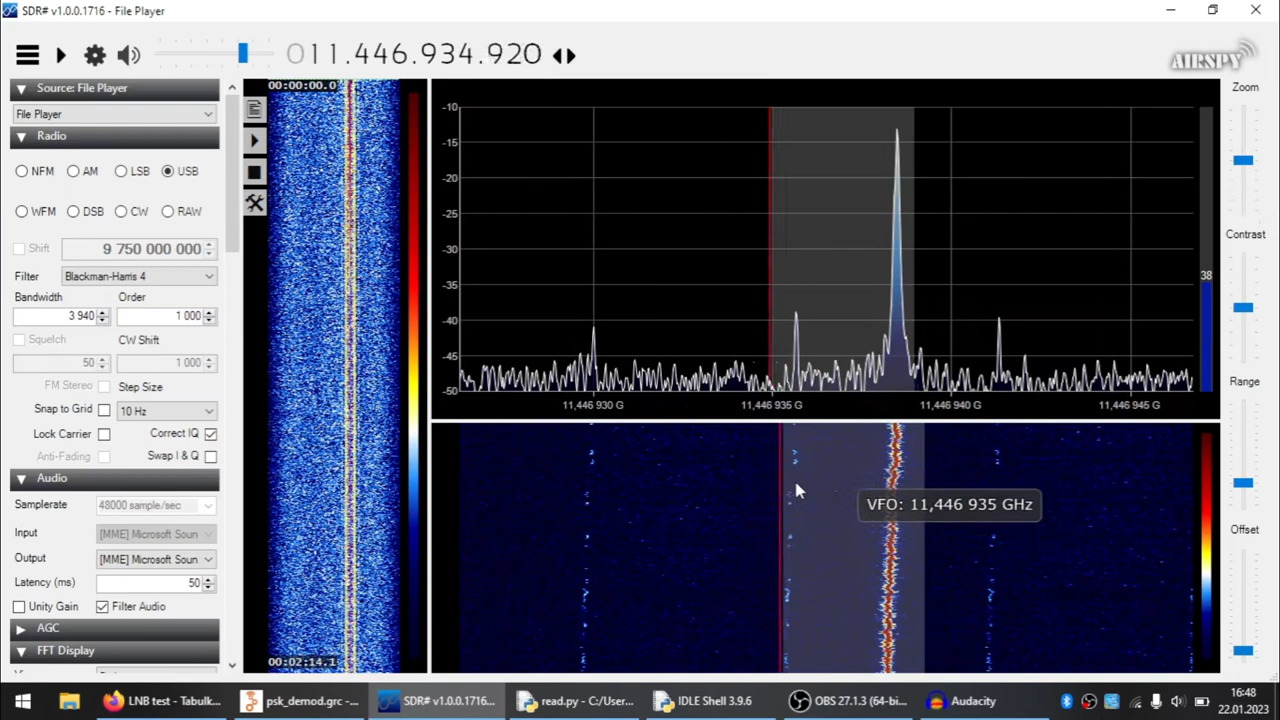 SDR# v1.0.0.1716 - File Player
011.446.934.920
AIRSPY
Source: File Player
File Player
Radio
NFM AM LSB USB
WFM DSB CW RAW
Shift 9 750 000 000
Filter Blackman-Harris 4
Bandwidth Order
3 940 1 000
Squelch CW Shift
50 1 000
FM Stereo Step Size
Snap to Grid 10 Hz
Lock Carrier Correct IQ
Anti-Fading Swap I & Q
Audio
Samplerate 48000 sample/sec
Input [MME] Microsoft Soun
Output [MME] Microsoft Soun
Latency (ms) 50
Unity Gain Filter Audio
AGC
FFT Display
00:00:00.0
00:02:14.1
-10
-15
-20
-25
-30
-35
-40
-45
-50
11,446 930 G 11,446 935 G 11,446 940 G 11,446 945 G
38
VFO: 11,446 935 GHz
Zoom
Contrast
Range
Offset
LNB test - Tabulk...
psk_demod.grc -...
SDR# v1.0.0.1716...
read.py - C:/User...
IDLE Shell 3.9.6
OBS 27.1.3 (64-bi...
Audacity
16:48
22.01.2023